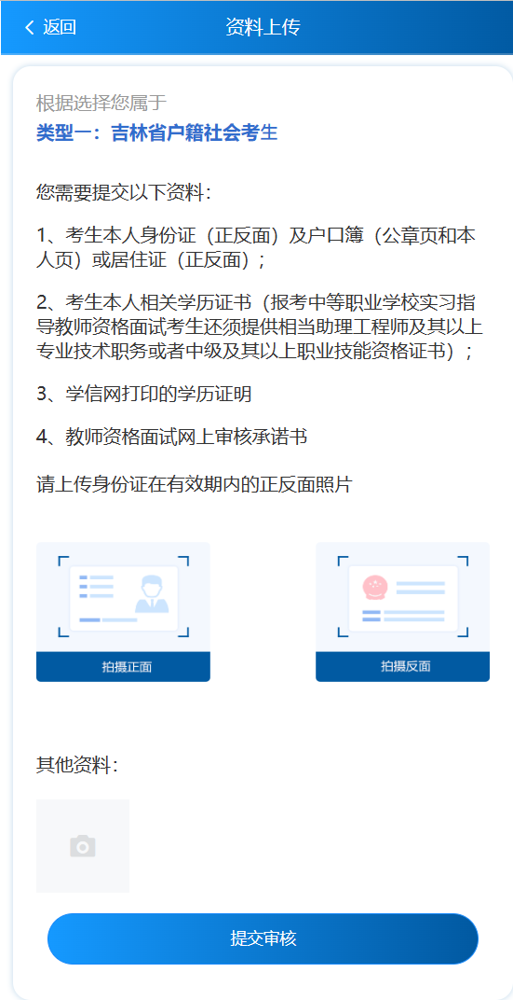 返回
资料上传
根据选择您属于
类型一：吉林省户籍社会考生
您需要提交以下资料：
1、考生本人身份证（正反面）及户口簿（公章页和本
人页）或居住证（正反面）；
2、考生本人相关学历证书（报考中等职业学校实习指
导教师资格面试考生还须提供相当助理工程师及其以上
专业技术职务或者中级及其以上职业技能资格证书）；
3、学信网打印的学历证明
4、教师资格面试网上审核承诺书
请上传身份证在有效期内的正反面照片
拍摄正面
拍摄反面
其他资料：
提交审核